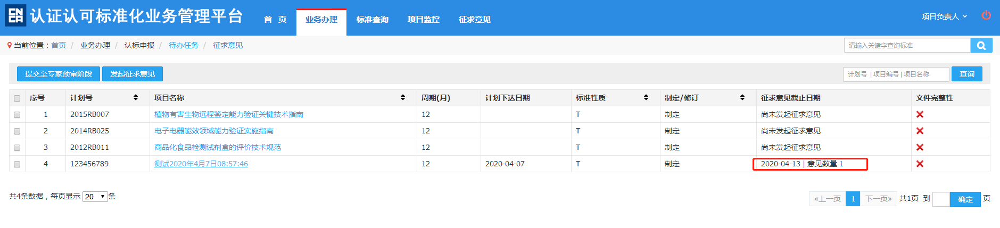 CNCA 认证认可标准化业务管理平台 首 页 业务办理 标准查询 项目监控 征求意见 项目负责人
当前位置：首页 / 业务办理 / 认标申报 / 待办任务 / 征求意见 请输入关键字查询标准
提交至专家预审阶段 发起征求意见 计划号 | 项目编号 | 项目名称 查询
序号 计划号 项目名称 周期(月) 计划下达日期 标准性质 制定/修订 征求意见截止日期 文件完整性
1 2015RB007 植物有害生物远程鉴定能力验证关键技术指南 12 T 制定 尚未发起征求意见
2 2014RB025 电子电器能效领域能力验证实施指南 12 T 制定 尚未发起征求意见
3 2012RB011 商品化食品检测试剂盒的评价技术规范 12 T 制定 尚未发起征求意见
4 123456789 测试2020年4月7日08:57:46 12 2020-04-07 T 制定 2020-04-13 | 意见数量 1
共4条数据，每页显示 20 条 «上一页 1 下一页» 共1页 到 确定 页